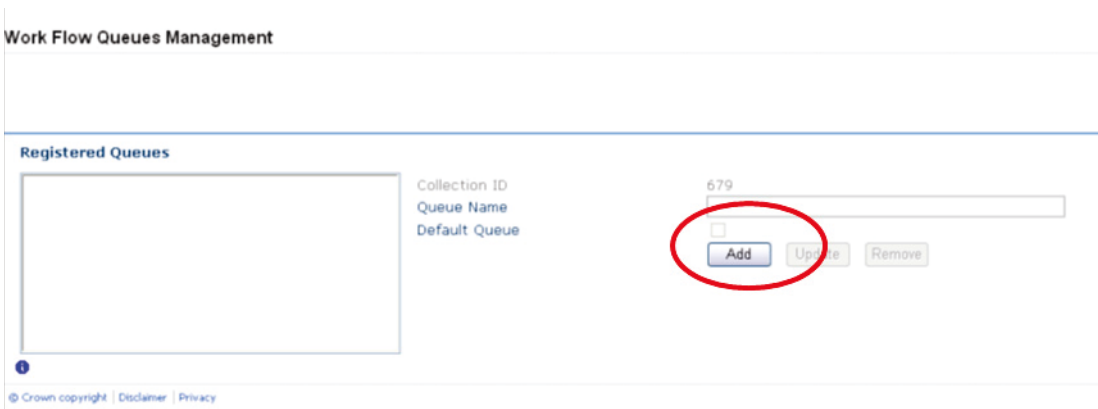 Work Flow Queues Management
Registered Queues
Collection ID 679
Queue Name
Default Queue
Add Update Remove
© Crown copyright | Disclaimer | Privacy